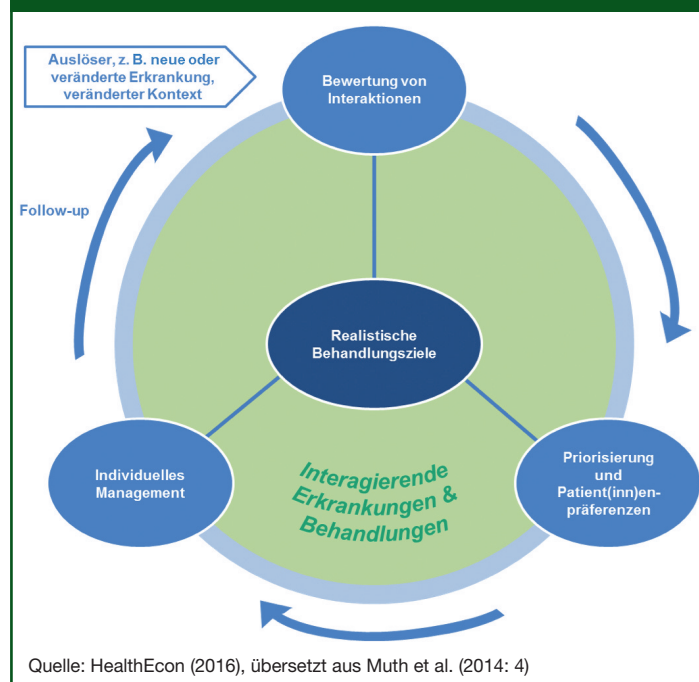 Auslöser, z. B. neue oder
veränderte Erkrankung,
veränderter Kontext
Bewertung von
Interaktionen
Follow-up
Realistische
Behandlungsziele
Individuelles
Management
Priorisierung
und
Patient(inn)en-
präferenzen
Interagierende
Erkrankungen &
Behandlungen
Quelle: HealthEcon (2016), übersetzt aus Muth et al. (2014: 4)